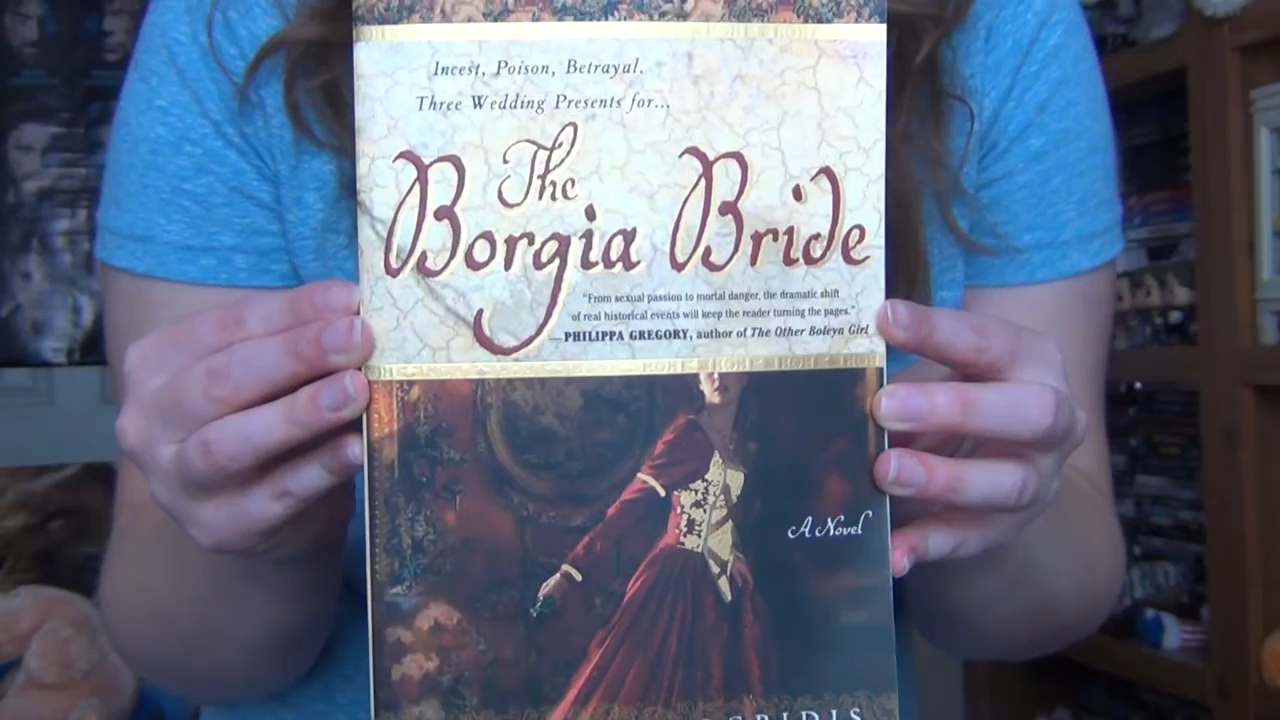 Incest, Poison, Betrayal.
Three Wedding Presents for...
The
Borgia Bride
"From sexual passion to mortal danger, the dramatic shift
of real historical events will keep the reader turning the pages."
—PHILIPPA GREGORY, author of The Other Boleyn Girl
A Novel